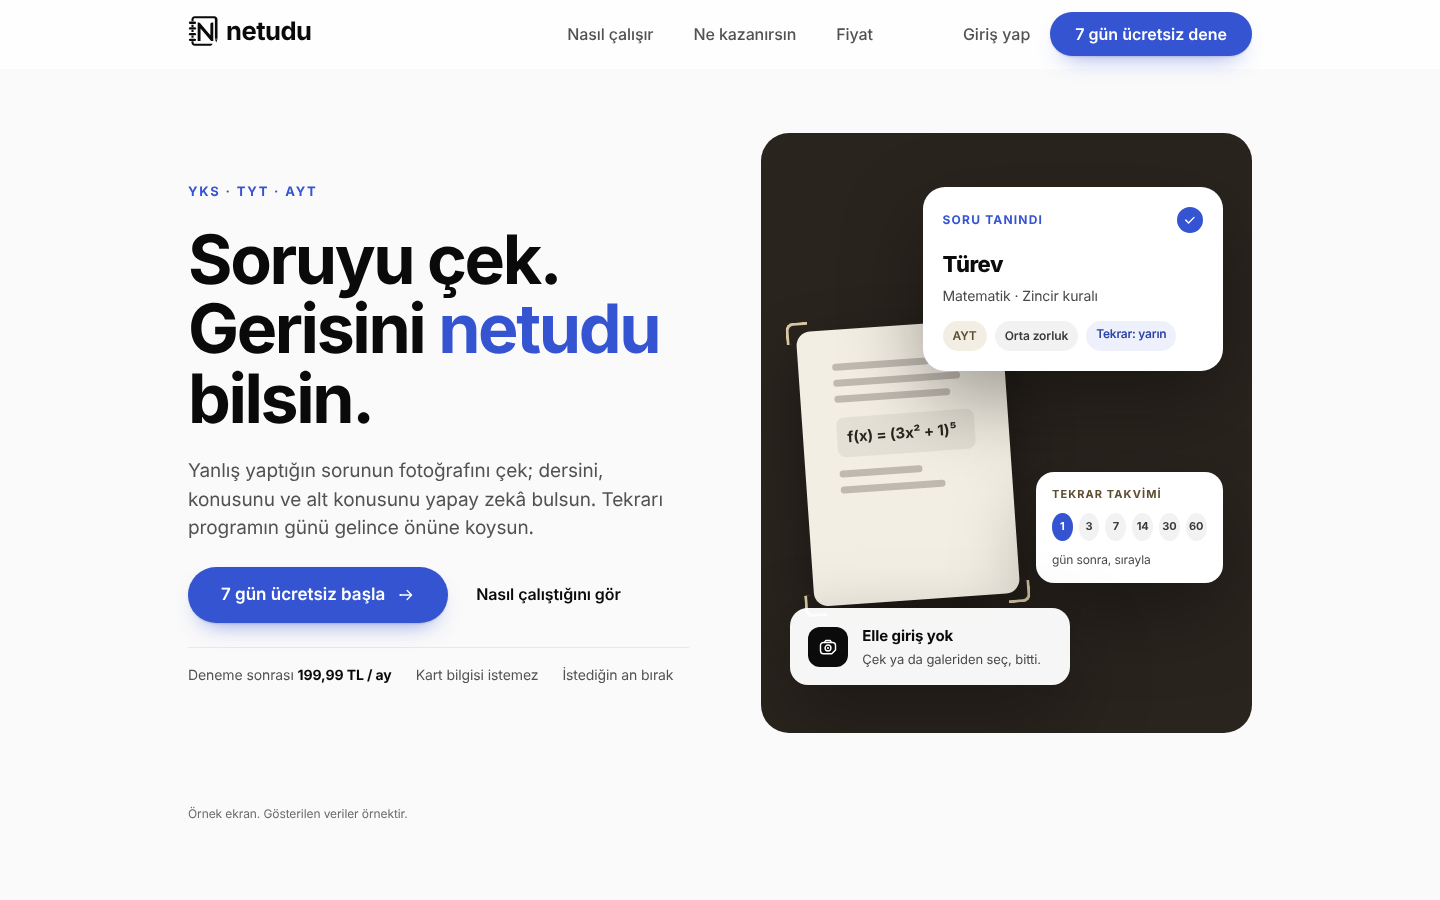 netudu
Nasıl çalışır
Ne kazanırsın
Fiyat
Giriş yap
7 gün ücretsiz dene
YKS · TYT · AYT
Soruyu çek.
Gerisini netudu
bilsin.
Yanlış yaptığın sorunun fotoğrafını çek; dersini,
konusunu ve alt konusunu yapay zekâ bulsun. Tekrarı
programın günü gelince önüne koysun.
7 gün ücretsiz başla →
Nasıl çalıştığını gör
Deneme sonrası 199,99 TL / ay
Kart bilgisi istemez
İstediğin an bırak
SORU TANINDI
Türev
Matematik · Zincir kuralı
AYT
Orta zorluk
Tekrar: yarın
f(x) = (3x² + 1)⁵
TEKRAR TAKVİMİ
1 3 7 14 30 60
gün sonra, sırayla
Elle giriş yok
Çek ya da galeriden seç, bitti.
Örnek ekran. Gösterilen veriler örnektir.